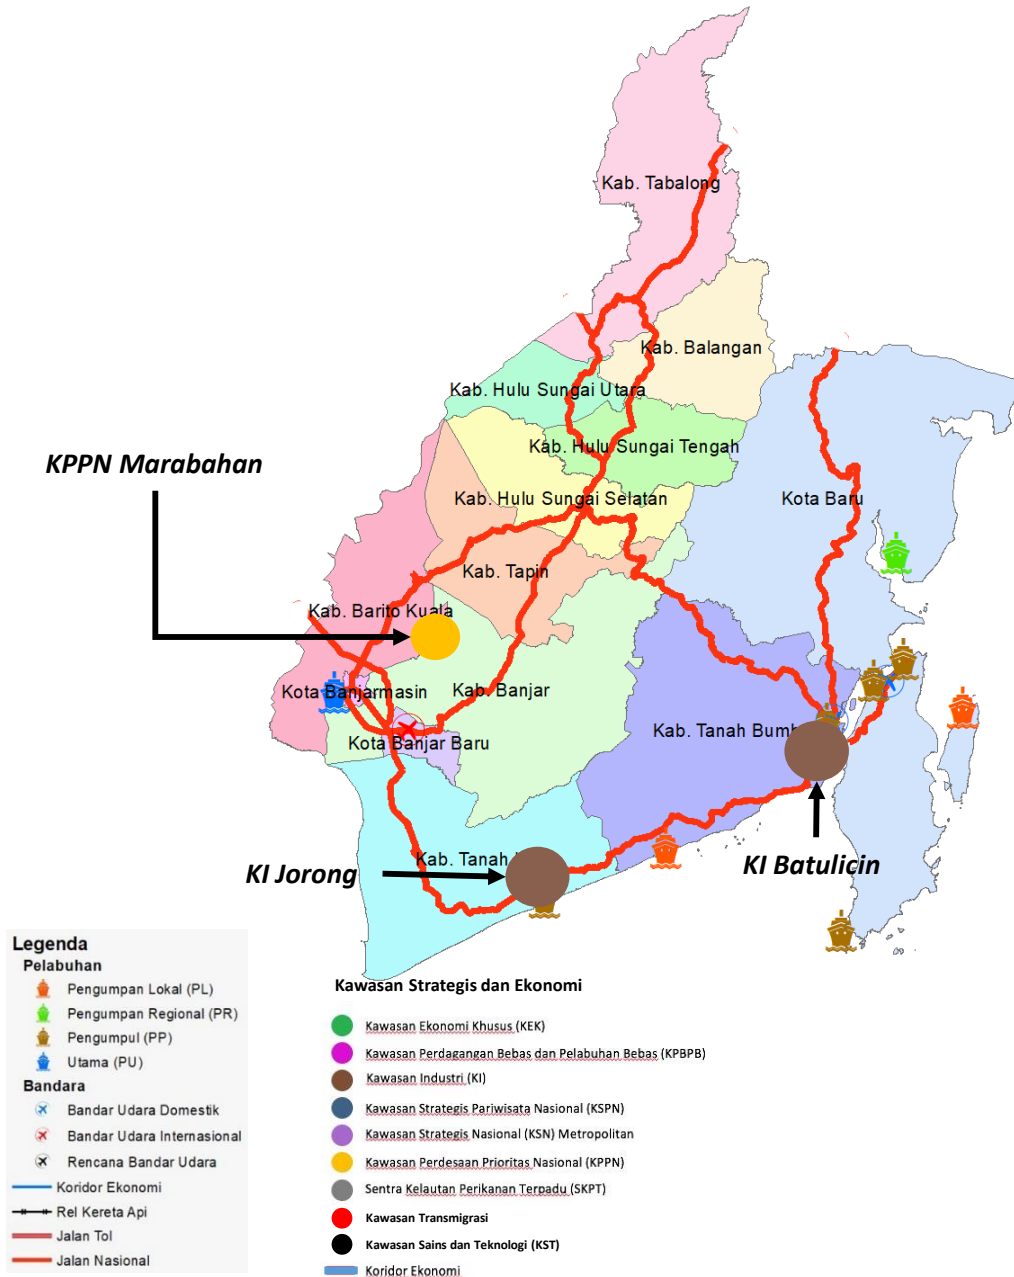 Kab. Tabalong
Kab. Balangan
Kab. Hulu Sungai Utara
Kab. Hulu Sungai Tengah
KPPN Marabahan
Kab. Hulu Sungai Selatan
Kota Baru
Kab. Tapin
Kab. Barito Kuala
Kota Banjarmasin
Kab. Banjar
Kab. Tanah Bumb
Kota Banjar Baru
Kab. Tanah
KI Jorong
KI Batulicin
Legenda
Pelabuhan
Pengumpan Lokal (PL)
Pengumpan Regional (PR)
Pengumpul (PP)
Utama (PU)
Bandara
Bandar Udara Domestik
Bandar Udara Internasional
Rencana Bandar Udara
Koridor Ekonomi
Rel Kereta Api
Jalan Tol
Jalan Nasional
Kawasan Strategis dan Ekonomi
Kawasan Ekonomi Khusus (KEK)
Kawasan Perdagangan Bebas dan Pelabuhan Bebas (KPBPB)
Kawasan Industri (KI)
Kawasan Strategis Pariwisata Nasional (KSPN)
Kawasan Strategis Nasional (KSN) Metropolitan
Kawasan Perdesaan Prioritas Nasional (KPPN)
Sentra Kelautan Perikanan Terpadu (SKPT)
Kawasan Transmigrasi
Kawasan Sains dan Teknologi (KST)
Koridor Ekonomi